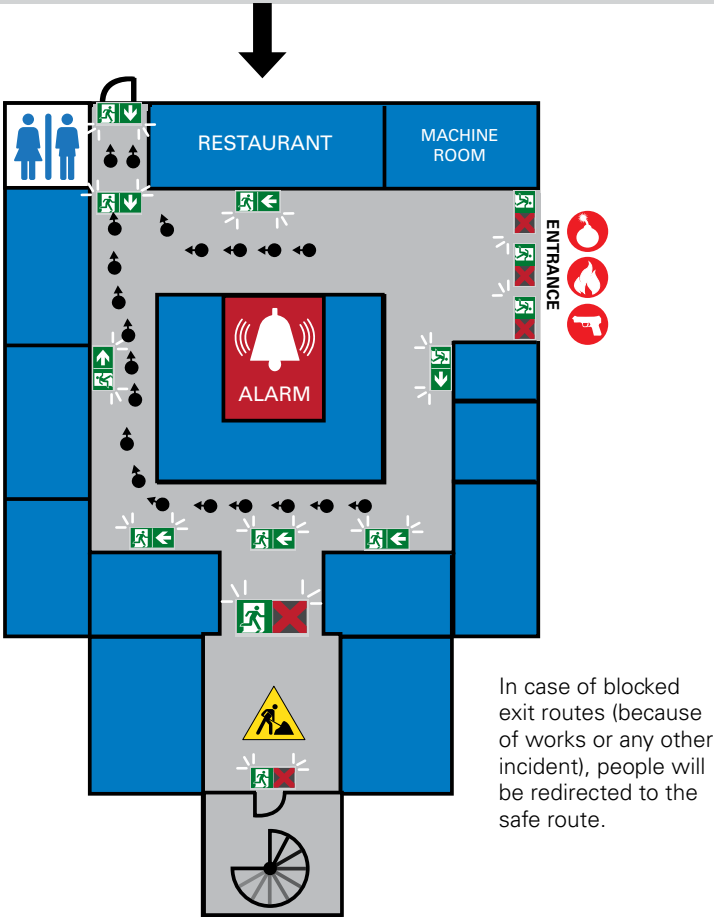 RESTAURANT
MACHINE
ROOM
ENTRANCE
ALARM
In case of blocked
exit routes (because
of works or any other
incident), people will
be redirected to the
safe route.